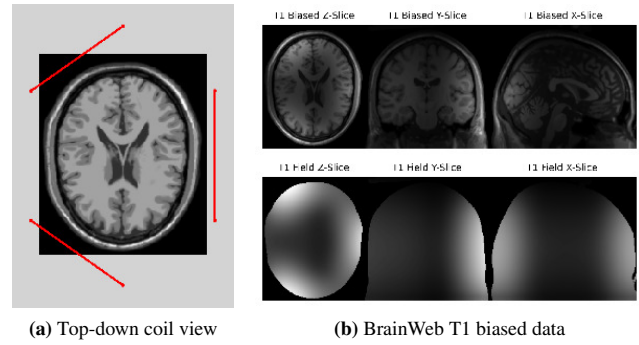 T1 Biased Z-Slice T1 Biased Y-Slice T1 Biased X-Slice
T1 Field Z-Slice T1 Field Y-Slice T1 Field X-Slice
(a) Top-down coil view
(b) BrainWeb T1 biased data